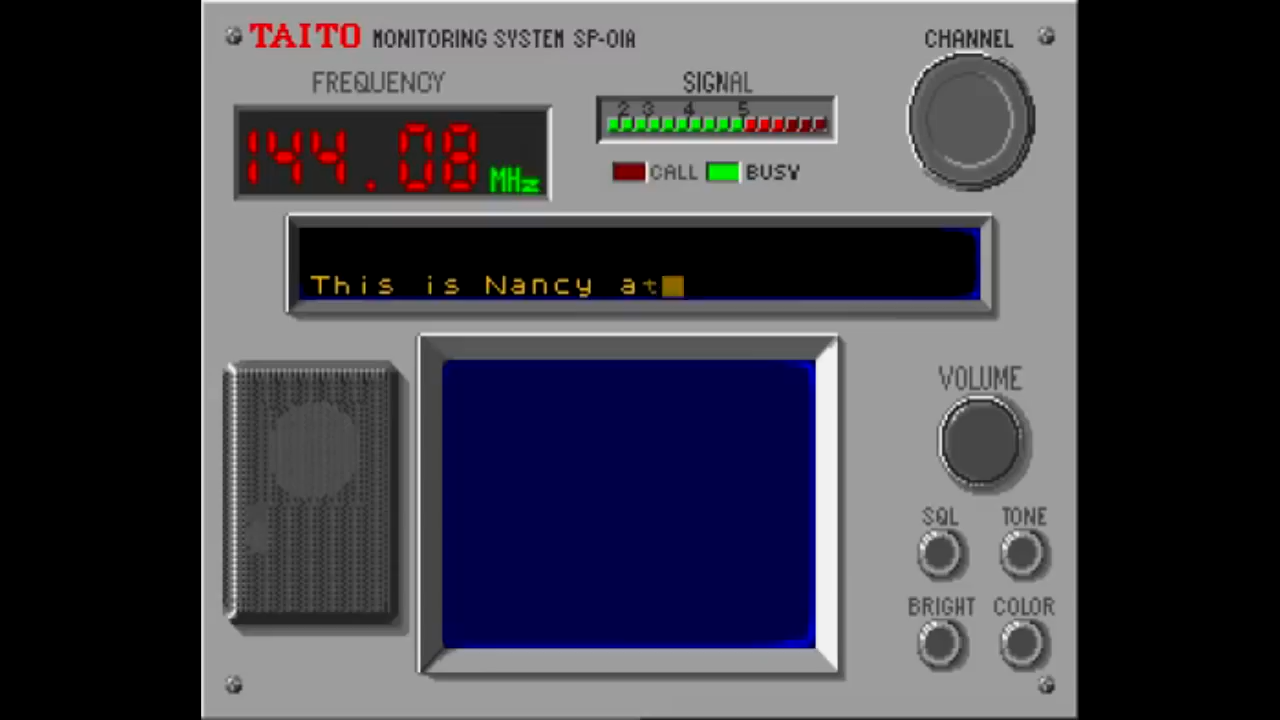 TAITO MONITORING SYSTEM SP-01A
CHANNEL
FREQUENCY
SIGNAL
2 3 4 5
144.08 MHz
CALL BUSY
This is Nancy at
VOLUME
SQL TONE
BRIGHT COLOR